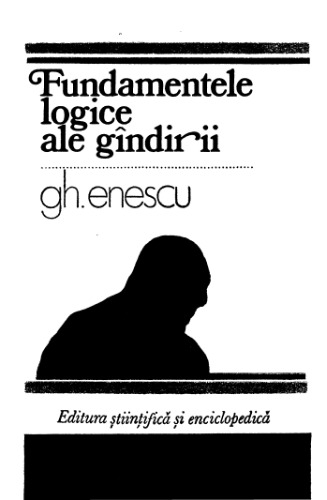 Fundamentele
logice
ale gîndirii
gh. enescu
Editura științifică și enciclopedică